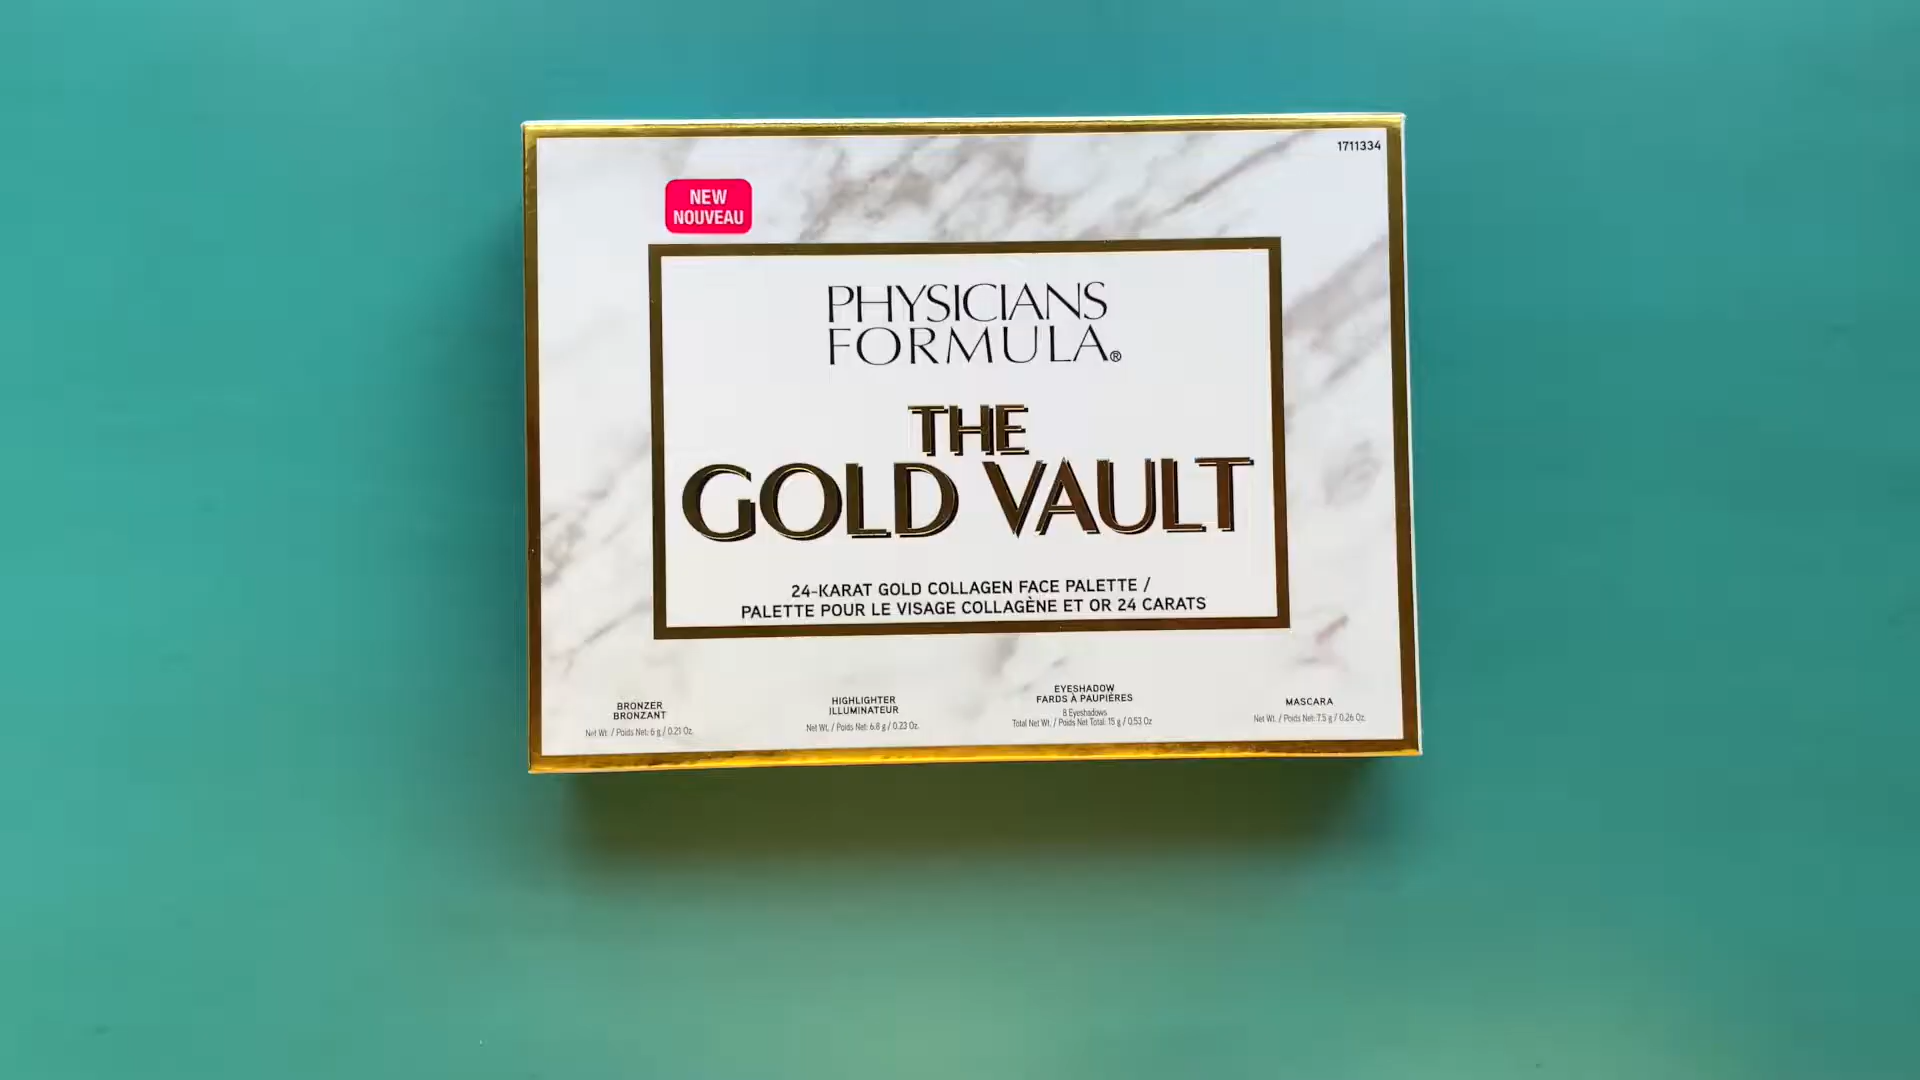 1711334
NEW
NOUVEAU
PHYSICIANS
FORMULA®
THE
GOLD VAULT
24-KARAT GOLD COLLAGEN FACE PALETTE /
PALETTE POUR LE VISAGE COLLAGÈNE ET OR 24 CARATS
BRONZER
BRONZANT
Net Wt. / Poids Net: 6 g / 0.21 Oz.
HIGHLIGHTER
ILLUMINATEUR
Net Wt. / Poids Net: 6.8 g / 0.23 Oz.
EYESHADOW
FARDS À PAUPIÈRES
8 Eyeshadows
Total Net Wt. / Poids Net Total: 15 g / 0.53 Oz
MASCARA
Net Wt. / Poids Net: 7.5 g / 0.26 Oz.